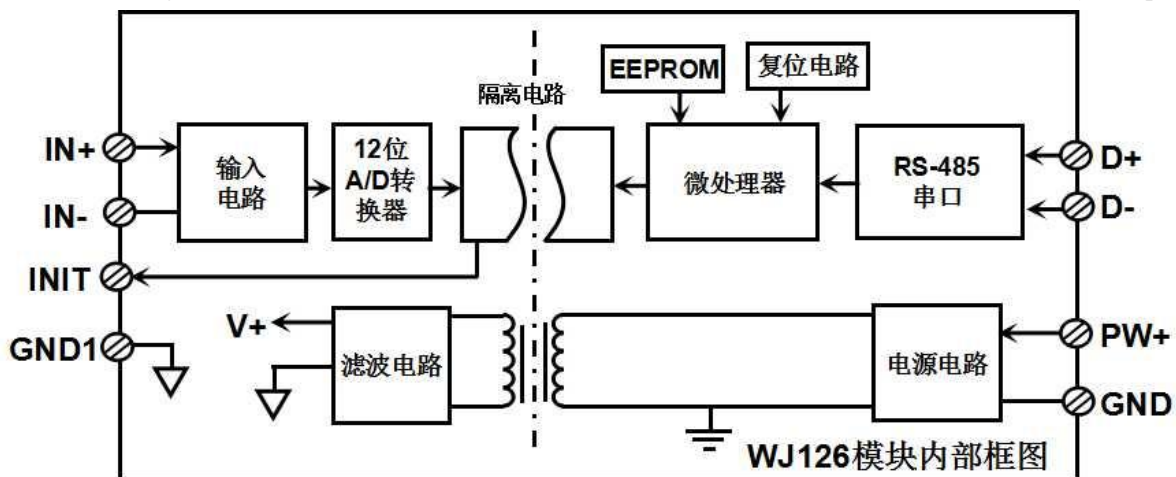 EEPROM
复位电路
隔离电路
IN+
输入
电路
12位
A/D转
换器
微处理器
RS-485
串口
D+
IN-
D-
INIT
V+
PW+
GND1
滤波电路
电源电路
GND
WJ126模块内部框图